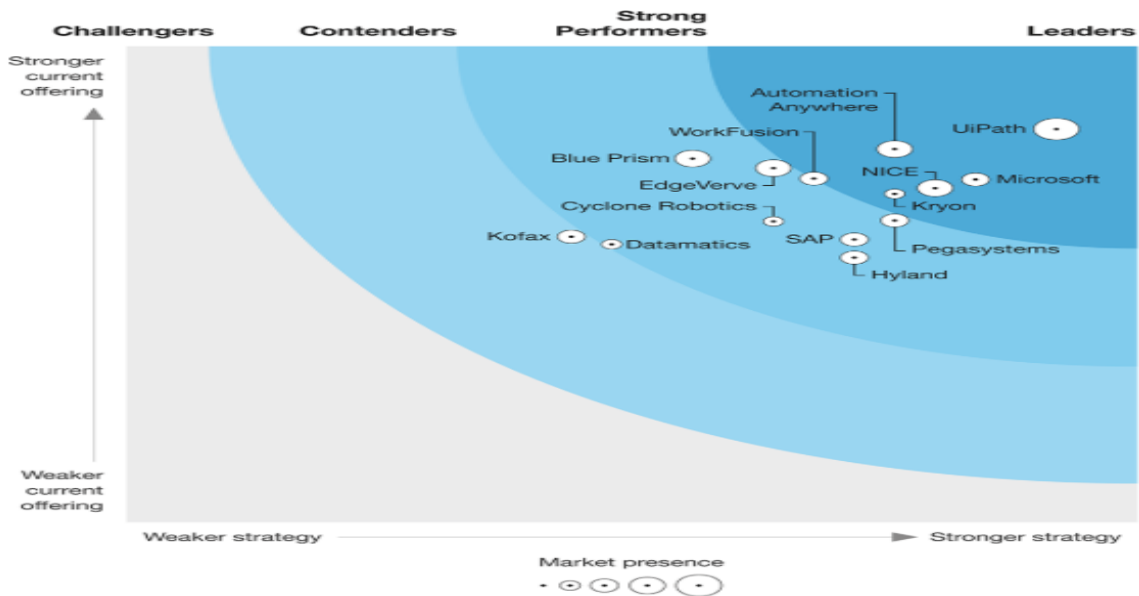 Challengers
Contenders
Strong
Performers
Leaders
Stronger
current
offering
Automation
Anywhere
UiPath
WorkFusion
Blue Prism
NICE
Microsoft
EdgeVerve
Cyclone Robotics
Kryon
Kofax
Datamatics
SAP
Pegasystems
Hyland
Weaker
current
offering
Weaker strategy
Stronger strategy
Market presence